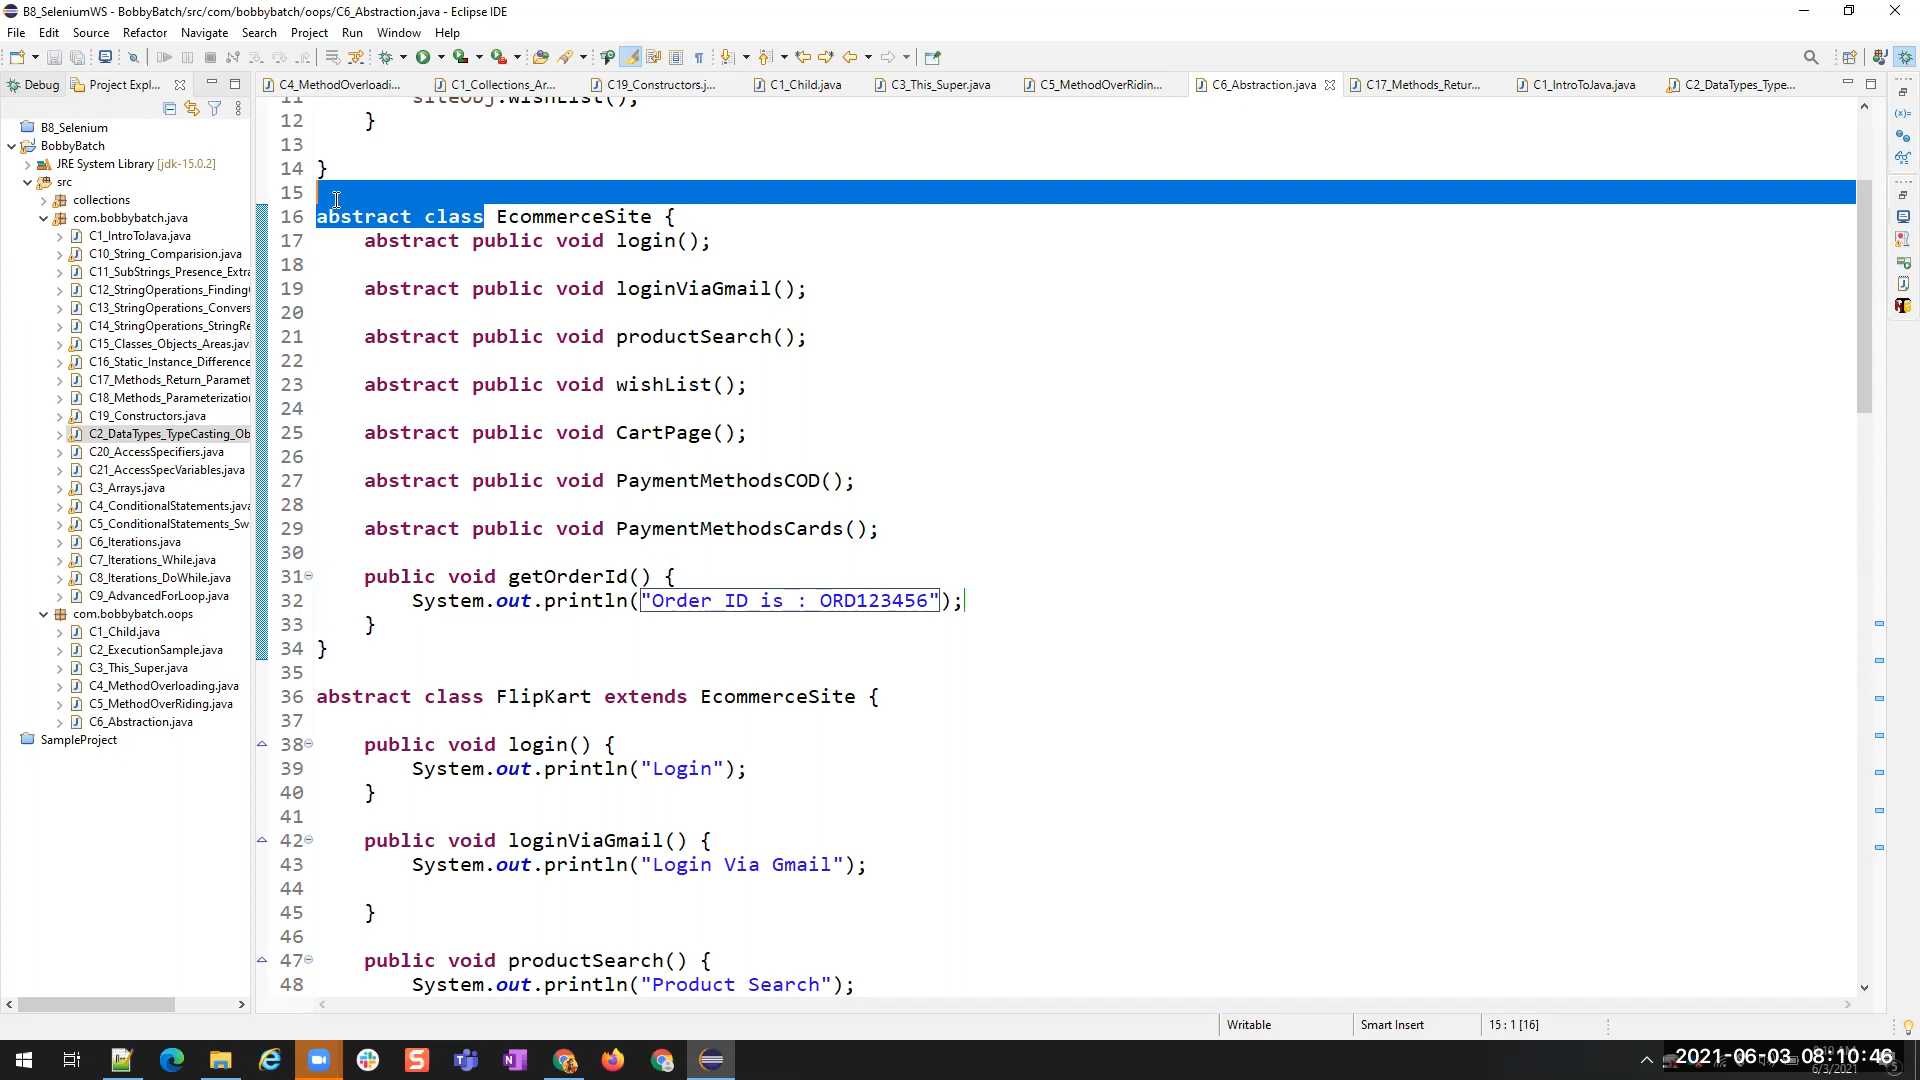 B8_SeleniumWS - BobbyBatch/src/com/bobbybatch/oops/C6_Abstraction.java - Eclipse IDE
File Edit Source Refactor Navigate Search Project Run Window Help
Debug Project Expl...
C4_MethodOverloadi... C1_Collections_Ar... C19_Constructors.j... C1_Child.java C3_This_Super.java C5_MethodOverRidin... C6_Abstraction.java C17_Methods_Retur... C1_IntroToJava.java C2_DataTypes_Type...
B8_Selenium
BobbyBatch
JRE System Library [jdk-15.0.2]
src
collections
com.bobbybatch.java
C1_IntroToJava.java
C10_String_Comparision.java
C11_SubStrings_Presence_Extra
C12_StringOperations_Finding
C13_StringOperations_Convers
C14_StringOperations_StringRe
C15_Classes_Objects_Areas.jav
C16_Static_Instance_Difference
C17_Methods_Return_Paramet
C18_Methods_Parameterization
C19_Constructors.java
C2_DataTypes_TypeCasting_Ob
C20_AccessSpecifiers.java
C21_AccessSpecVariables.java
C3_Arrays.java
C4_ConditionalStatements.java
C5_ConditionalStatements_Sw
C6_Iterations.java
C7_Iterations_While.java
C8_Iterations_DoWhile.java
C9_AdvancedForLoop.java
com.bobbybatch.oops
C1_Child.java
C2_ExecutionSample.java
C3_This_Super.java
C4_MethodOverloading.java
C5_MethodOverRiding.java
C6_Abstraction.java
SampleProject
11 siteObj.wishList();
12 }
13
14 }
15
16 abstract class EcommerceSite {
17 abstract public void login();
18
19 abstract public void loginViaGmail();
20
21 abstract public void productSearch();
22
23 abstract public void wishList();
24
25 abstract public void CartPage();
26
27 abstract public void PaymentMethodsCOD();
28
29 abstract public void PaymentMethodsCards();
30
31 public void getOrderId() {
32 System.out.println("Order ID is : ORD123456");
33 }
34 }
35
36 abstract class FlipKart extends EcommerceSite {
37
38 public void login() {
39 System.out.println("Login");
40 }
41
42 public void loginViaGmail() {
43 System.out.println("Login Via Gmail");
44
45 }
46
47 public void productSearch() {
48 System.out.println("Product Search");
Writable Smart Insert 15 : 1 [16]
2021-06-03 08:10:46
6/3/2021